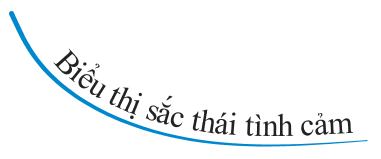 Biểu thị sắc thái tình cảm